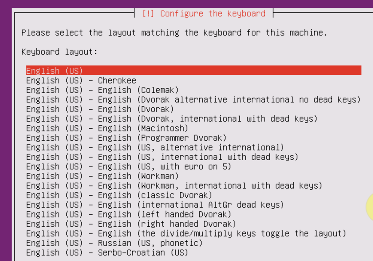 [!] Configure the keyboard
Please select the layout matching the keyboard for this machine.
Keyboard layout:
English (US)
English (US) - Cherokee
English (US) - English (Colemak)
English (US) - English (Dvorak alternative international no dead keys)
English (US) - English (Dvorak)
English (US) - English (Dvorak, international with dead keys)
English (US) - English (Macintosh)
English (US) - English (Programmer Dvorak)
English (US) - English (US, alternative international)
English (US) - English (US, international with dead keys)
English (US) - English (US, with euro on 5)
English (US) - English (Workman)
English (US) - English (Workman, international with dead keys)
English (US) - English (classic Dvorak)
English (US) - English (international AltGr dead keys)
English (US) - English (left handed Dvorak)
English (US) - English (right handed Dvorak)
English (US) - English (the divide/multiply keys toggle the layout)
English (US) - Russian (US, phonetic)
English (US) - Serbo-Croatian (US)